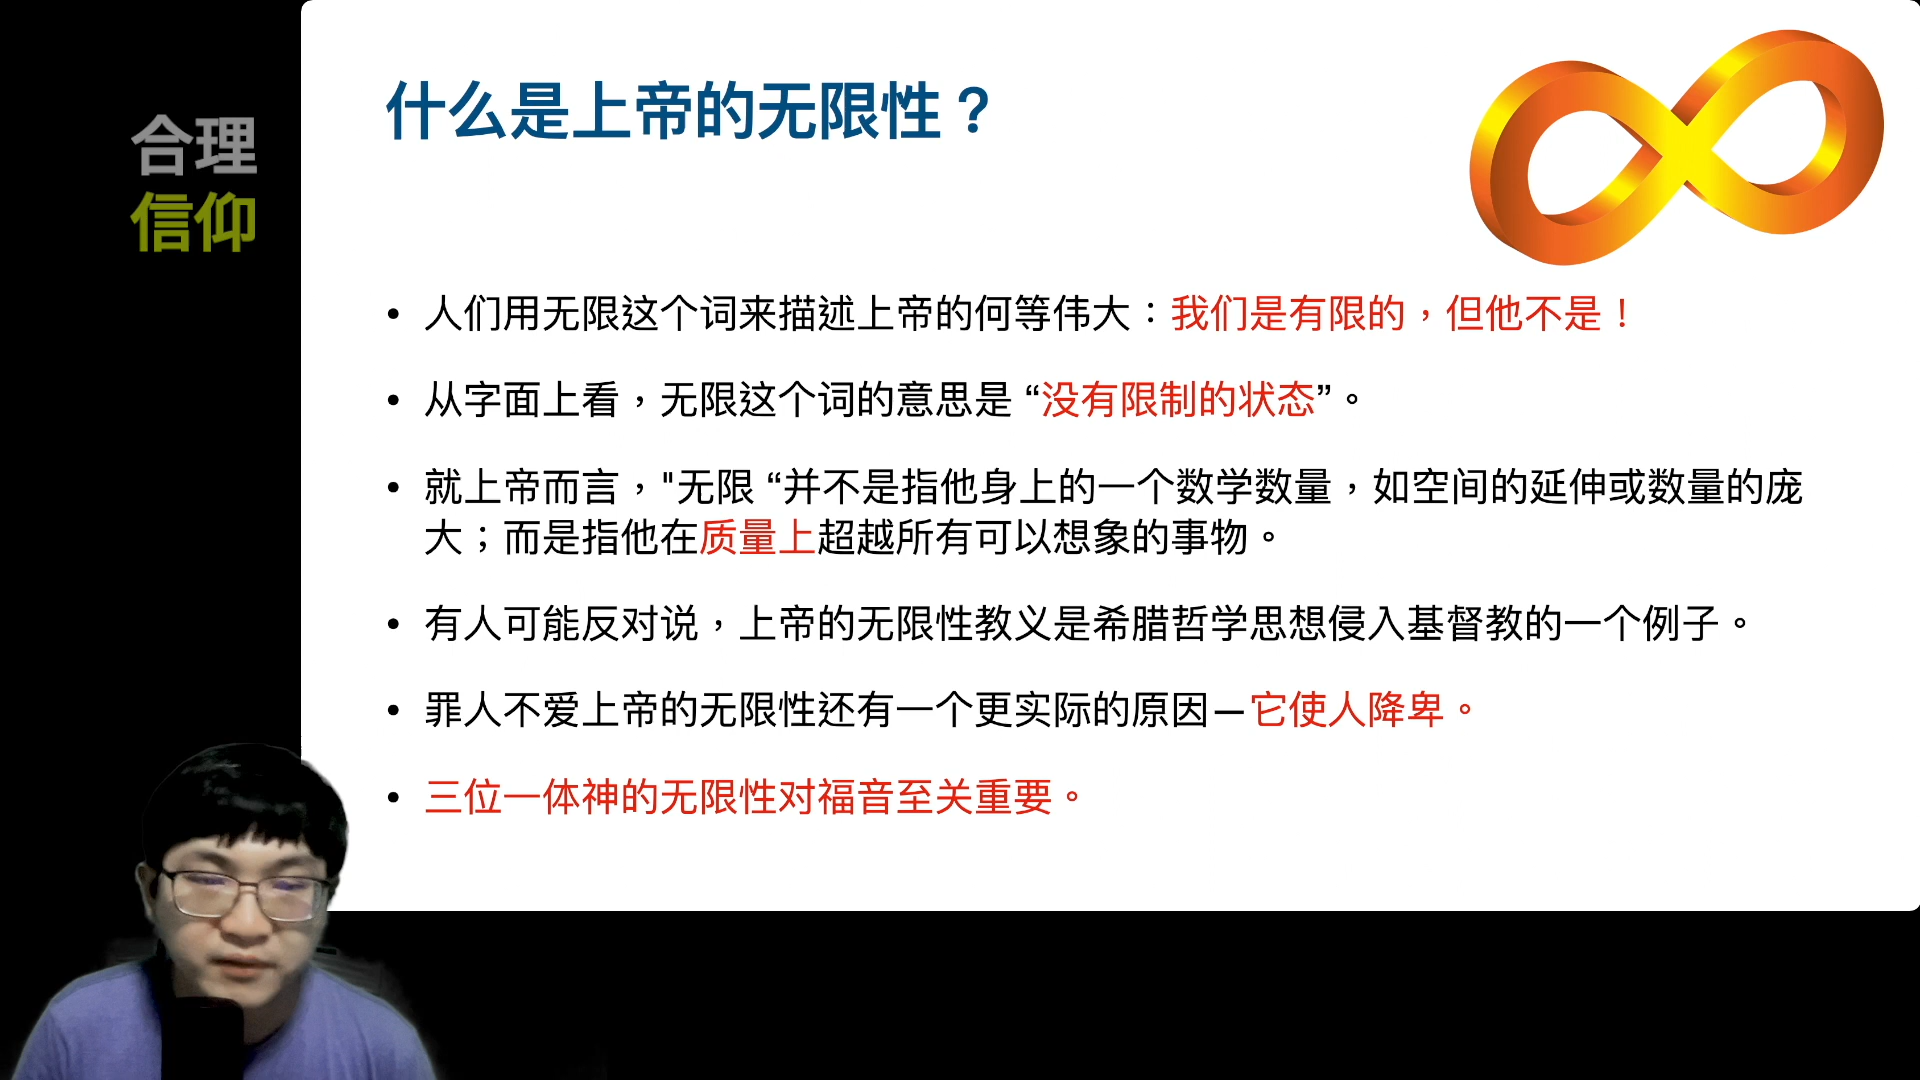 合理
信仰
什么是上帝的无限性？
• 人们用无限这个词来描述上帝的何等伟大：我们是有限的，但他不是！
• 从字面上看，无限这个词的意思是 “没有限制的状态”。
• 就上帝而言，"无限 “并不是指他身上的一个数学数量，如空间的延伸或数量的庞
大；而是指他在质量上超越所有可以想象的事物。
• 有人可能反对说，上帝的无限性教义是希腊哲学思想侵入基督教的一个例子。
• 罪人不爱上帝的无限性还有一个更实际的原因—它使人降卑。
• 三位一体神的无限性对福音至关重要。